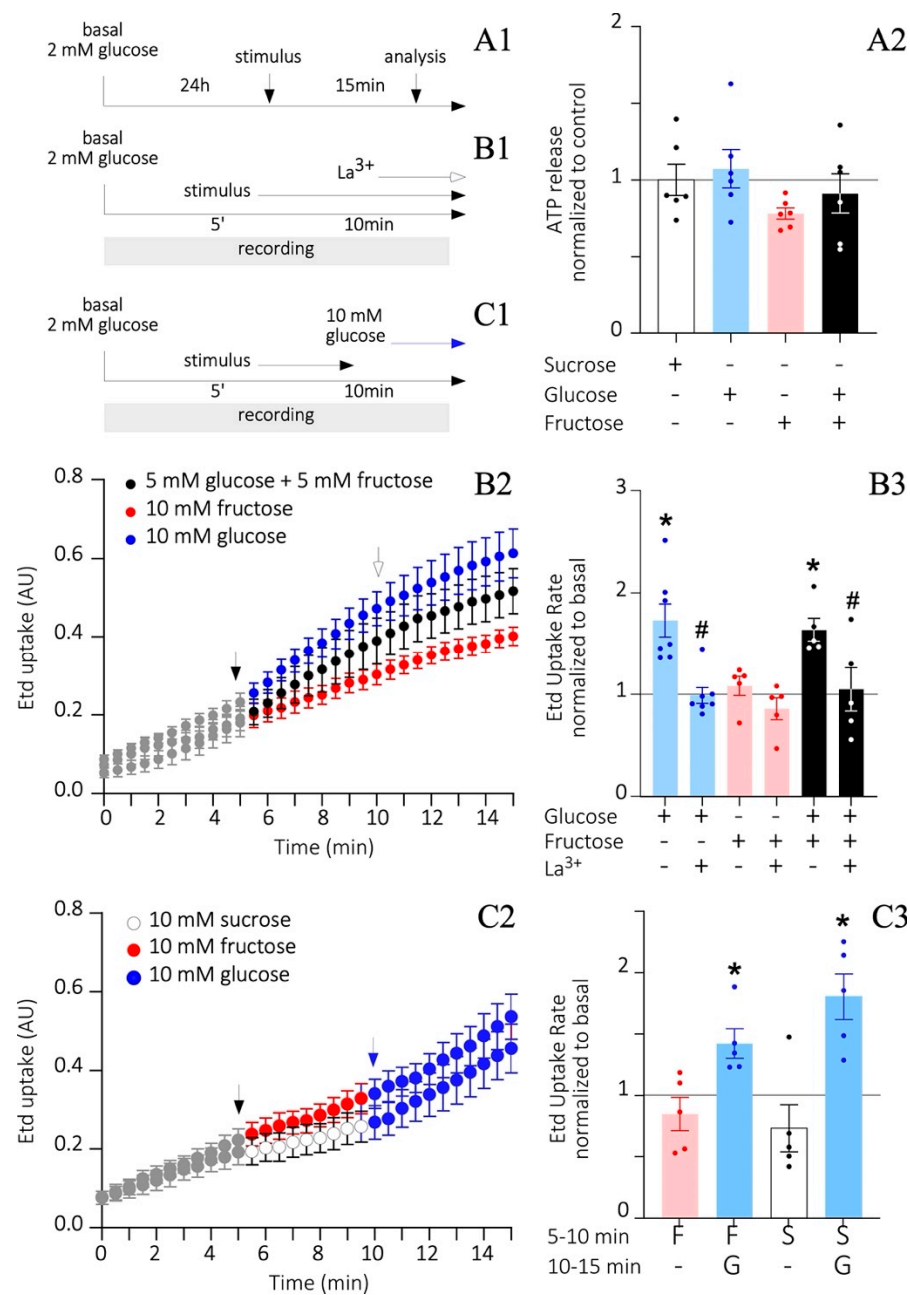 A1
basal
2 mM glucose
stimulus
analysis
24h
15min
B1
basal
2 mM glucose
La3+
stimulus
5'
10min
recording
C1
basal
2 mM glucose
10 mM
glucose
stimulus
5'
10min
recording
A2
ATP release
normalized to control
2
1
0
Sucrose + - - -
Glucose - + - +
Fructose - - + +
B2
5 mM glucose + 5 mM fructose
10 mM fructose
10 mM glucose
Etd uptake (AU)
0.8
0.6
0.4
0.2
0.0
0 2 4 6 8 10 12 14
Time (min)
B3
Etd Uptake Rate
normalized to basal
3
2
1
0
* # * #
Glucose + + - - + +
Fructose - - + + + +
La3+ - + - + - +
C2
10 mM sucrose
10 mM fructose
10 mM glucose
Etd uptake (AU)
0.8
0.6
0.4
0.2
0.0
0 2 4 6 8 10 12 14
Time (min)
C3
Etd Uptake Rate
normalized to basal
2
1
0
* *
5-10 min F F S S
10-15 min - G - G